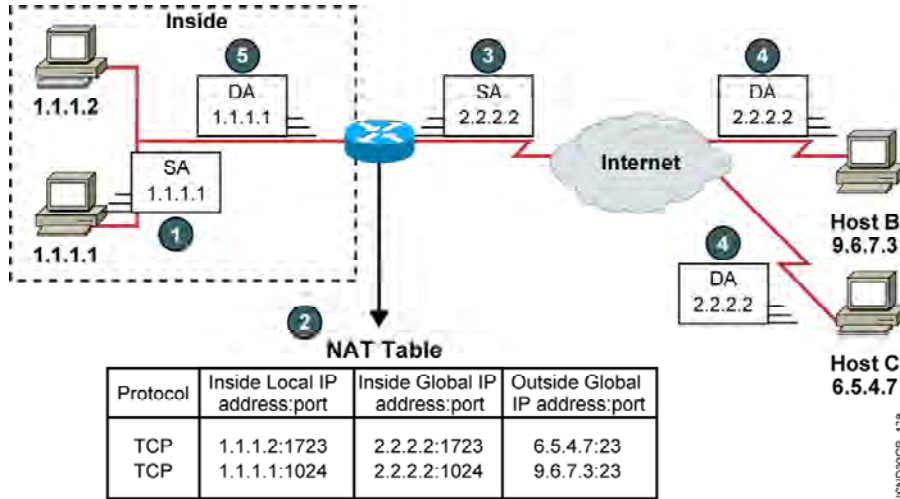 Inside
5
3
4
DA
1.1.1.1
SA
2.2.2.2
DA
2.2.2.2
1.1.1.2
SA
1.1.1.1
1
1.1.1.1
Internet
Host B
9.6.7.3
4
DA
2.2.2.2
Host C
6.5.4.7
2
NAT Table
Protocol Inside Local IP address:port Inside Global IP address:port Outside Global IP address:port
TCP 1.1.1.2:1723 2.2.2.2:1723 6.5.4.7:23
TCP 1.1.1.1:1024 2.2.2.2:1024 9.6.7.3:23